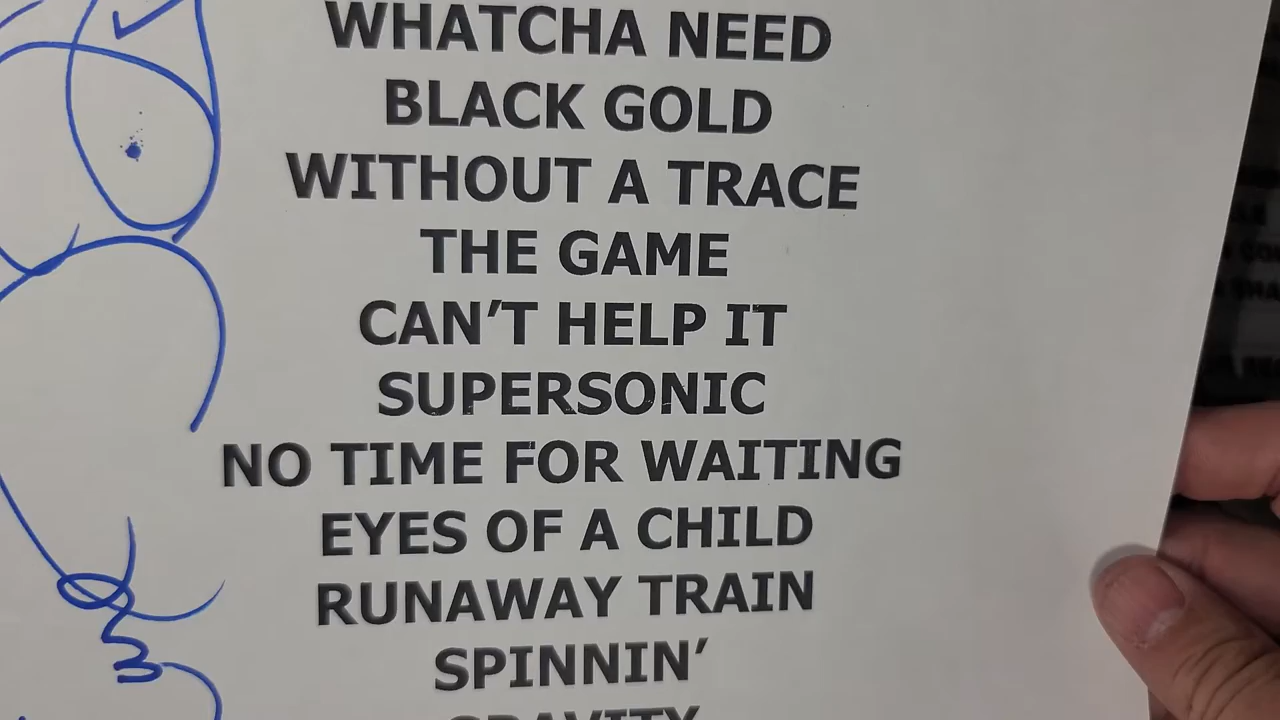 WHATCHA NEED
BLACK GOLD
WITHOUT A TRACE
THE GAME
CAN'T HELP IT
SUPERSONIC
NO TIME FOR WAITING
EYES OF A CHILD
RUNAWAY TRAIN
SPINNIN'
GRAVITY